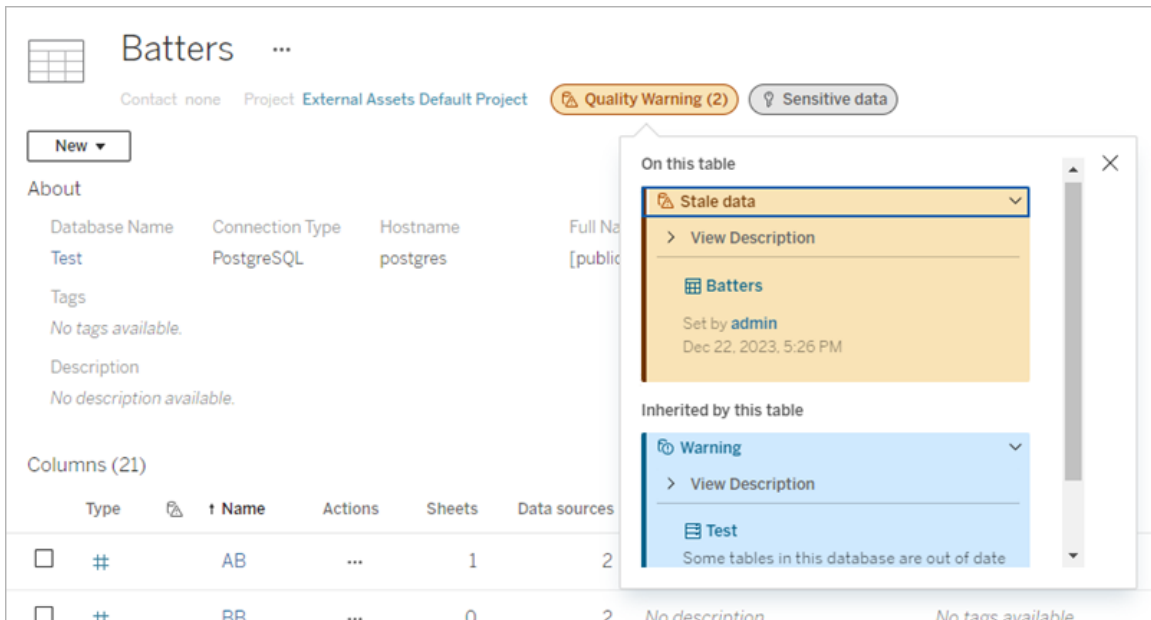 Batters ...
Contact none Project External Assets Default Project Quality Warning (2) Sensitive data
New
About
Database Name Connection Type Hostname Full Na
Test PostgreSQL postgres [public
Tags
No tags available.
Description
No description available.
Columns (21)
Type ↑ Name Actions Sheets Data sources
# AB ... 1 2
# BB ... 0 2 No description No tags available
On this table
Stale data
> View Description
Batters
Set by admin
Dec 22, 2023, 5:26 PM
Inherited by this table
Warning
> View Description
Test
Some tables in this database are out of date